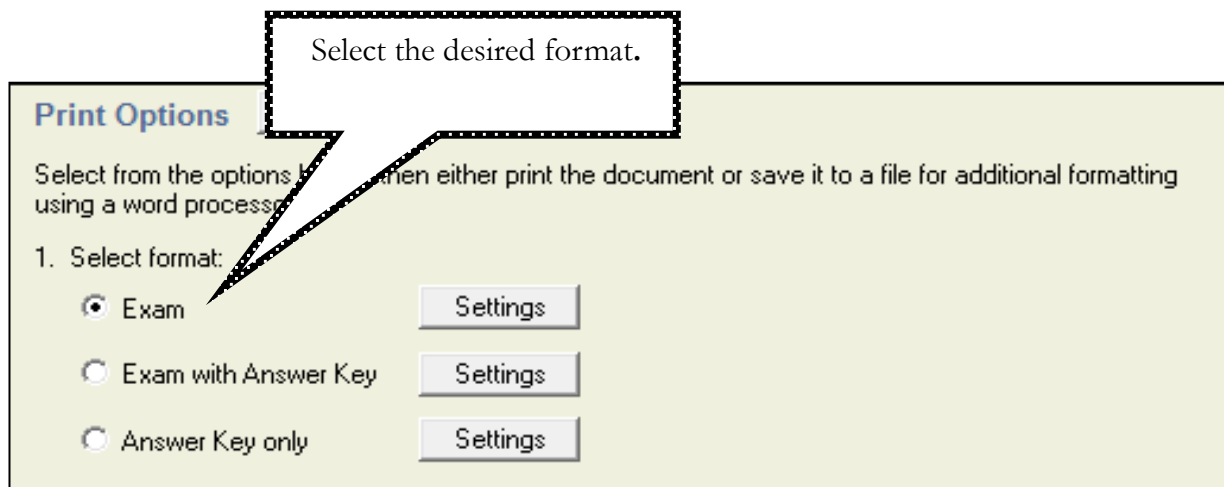 Select the desired format.
Print Options
Select from the options then either print the document or save it to a file for additional formatting
using a word
1. Select format:
Exam Settings
Exam with Answer Key Settings
Answer Key only Settings